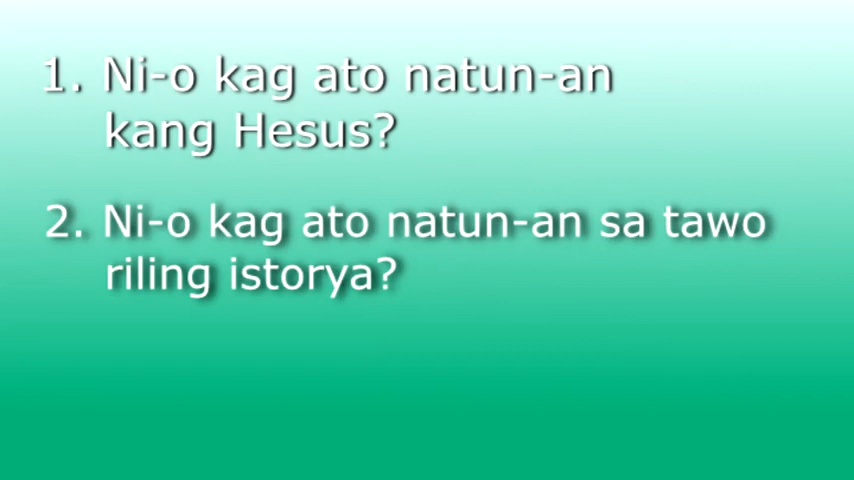 1. Ni-o kag ato natun-an
kang Hesus?
2. Ni-o kag ato natun-an sa tawo
riling istorya?